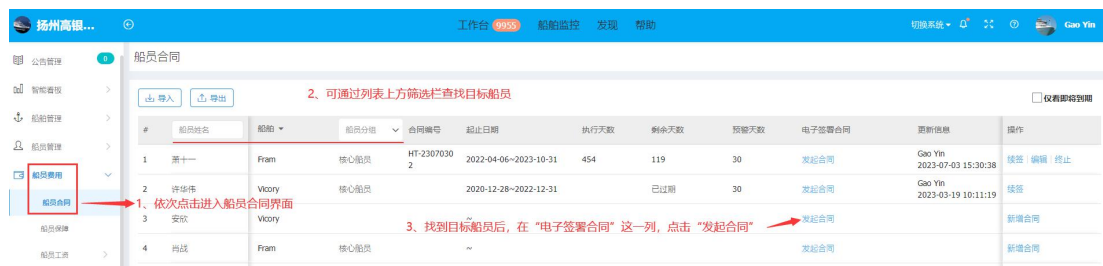 扬州高银... 工作台 9955 船舶监控 发现 帮助 切换系统 Gao Yin
公告管理 0
智能看板
船舶管理
船员管理
船员费用
船员合同
船员保障
船员工资
船员合同
导入 导出 2、可通过列表上方筛选栏查找目标船员 仅看即将到期
# 船员姓名 船舶 船员分组 合同编号 起止日期 执行天数 剩余天数 预警天数 电子签署合同 更新信息 操作
1 萧十一 Fram 核心船员 HT-23070302 2022-04-06~2023-10-31 454 119 30 发起合同 Gao Yin 2023-07-03 15:30:38 续签 编辑 终止
2 许华伟 Vicory 核心船员 2020-12-28~2022-12-31 已过期 30 发起合同 Gao Yin 2023-03-19 10:11:19 续签
1、依次点击进入船员合同界面
3 安欣 Vicory ~ 发起合同 新增合同
3、找到目标船员后，在“电子签署合同”这一列，点击“发起合同”
4 肖战 Fram 核心船员 ~ 发起合同 新增合同